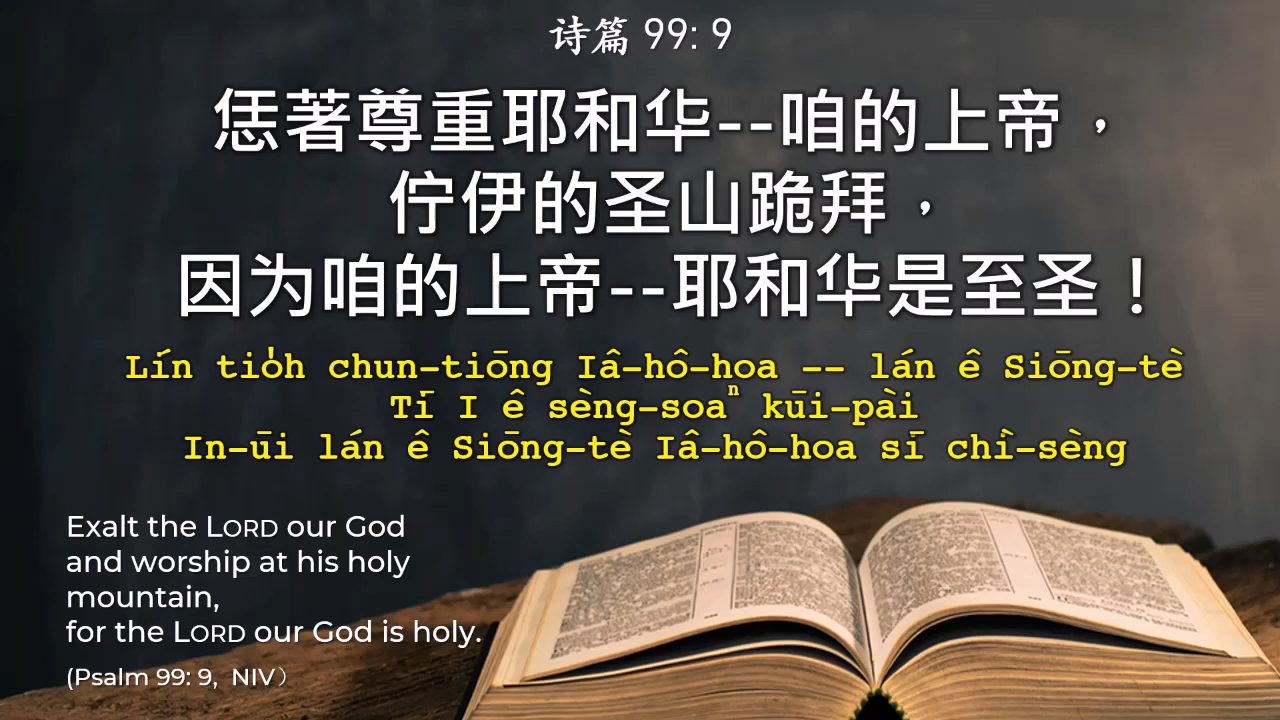 诗篇 99: 9
恁著尊重耶和华--咱的上帝，
佇伊的圣山跪拜，
因为咱的上帝--耶和华是至圣！
Lín tio̍h chun-tiōng Iâ-hô-hoa -- lán ê Siōng-tè
Tī I ê sèng-soaⁿ kūi-pài
In-ūi lán ê Siōng-tè Iâ-hô-hoa sī chì-sèng
Exalt the LORD our God
and worship at his holy
mountain,
for the LORD our God is holy.
(Psalm 99: 9, NIV）